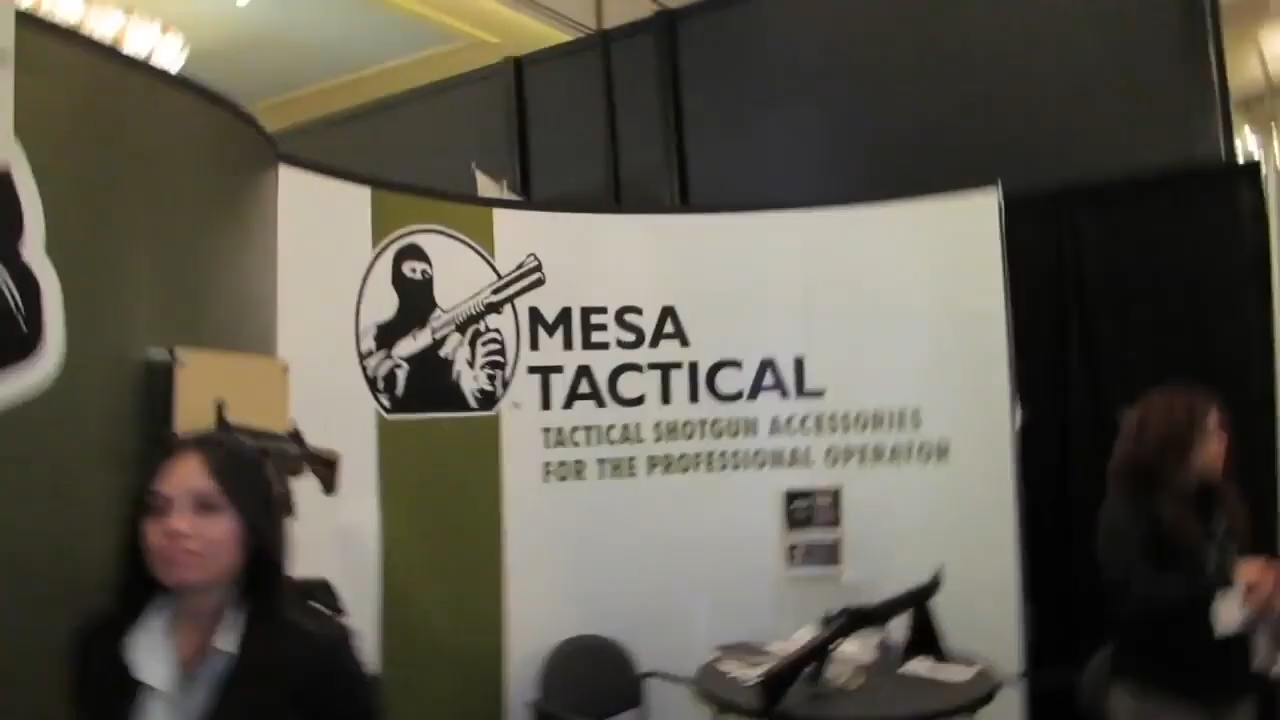 MESA
TACTICAL
TACTICAL SHOTGUN ACCESSORIES
FOR THE PROFESSIONAL OPERATOR